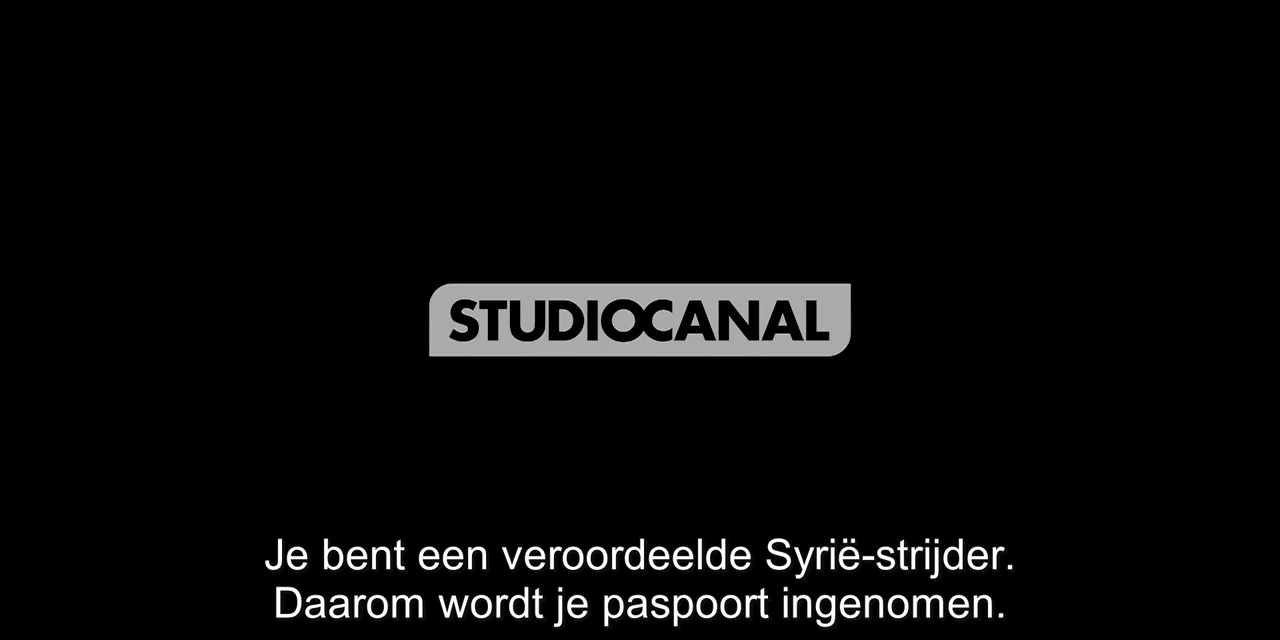 STUDIOCANAL
Je bent een veroordeelde Syrië-strijder.
Daarom wordt je paspoort ingenomen.